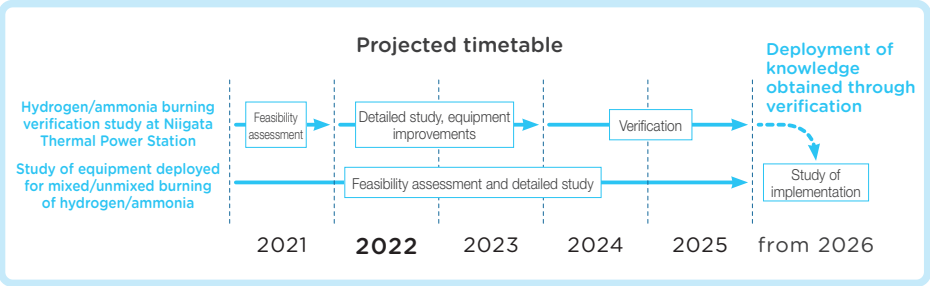 Projected timetable
Deployment of
knowledge
obtained through
verification
Hydrogen/ammonia burning
verification study at Niigata
Thermal Power Station
Feasibility
assessment
Detailed study, equipment
improvements
Verification
Study of equipment deployed
for mixed/unmixed burning
of hydrogen/ammonia
Feasibility assessment and detailed study
Study of
implementation
2021
2022
2023
2024
2025
from 2026